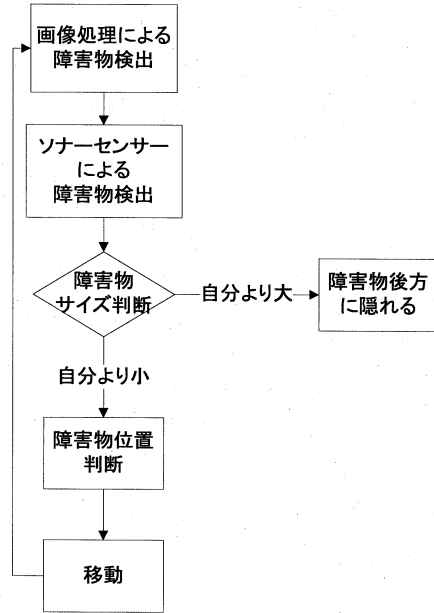 画像処理による
障害物検出
ソナーセンサー
による
障害物検出
障害物
サイズ判断
自分より大
障害物後方
に隠れる
自分より小
障害物位置
判断
移動